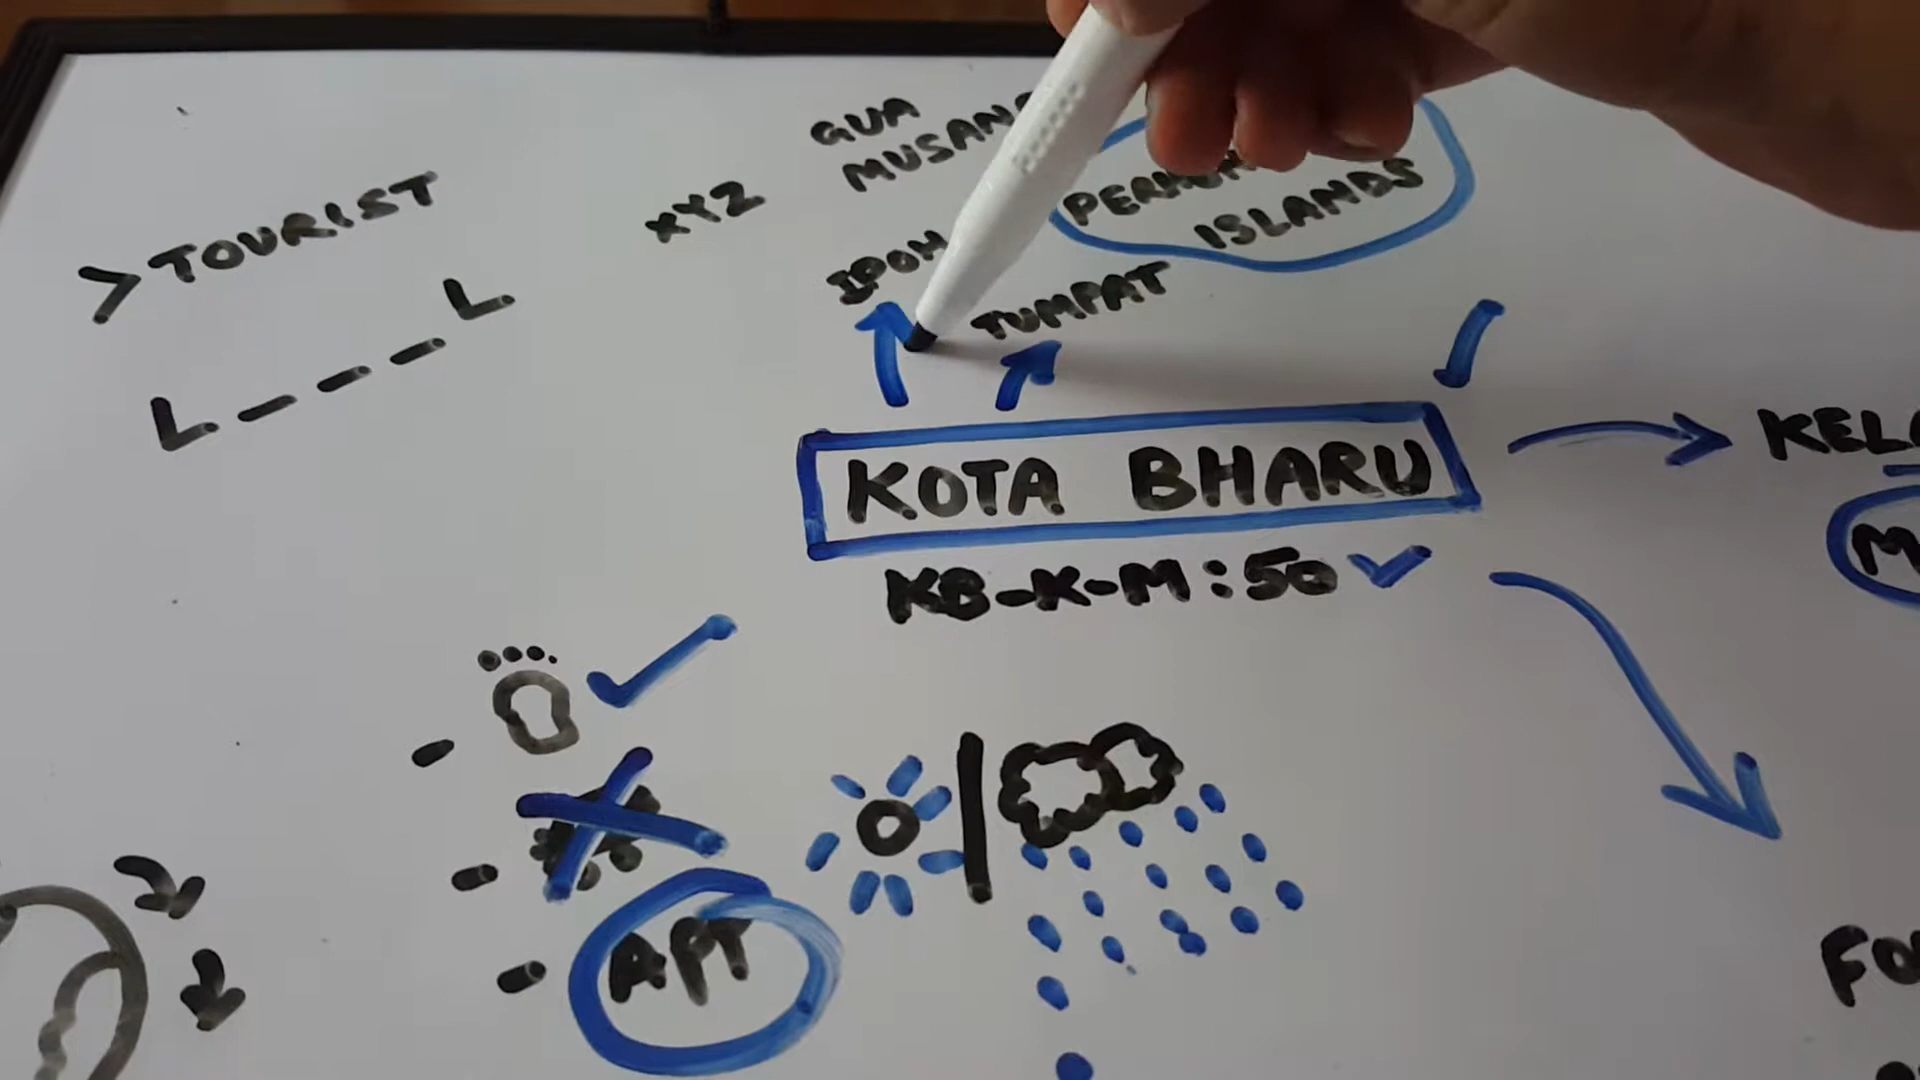 > TOURIST
L - - - L
XYZ
GUA
MUSANG
IPOH
TUMPAT
ISLANDS
KOTA BHARU
KB-K-M:50
APT